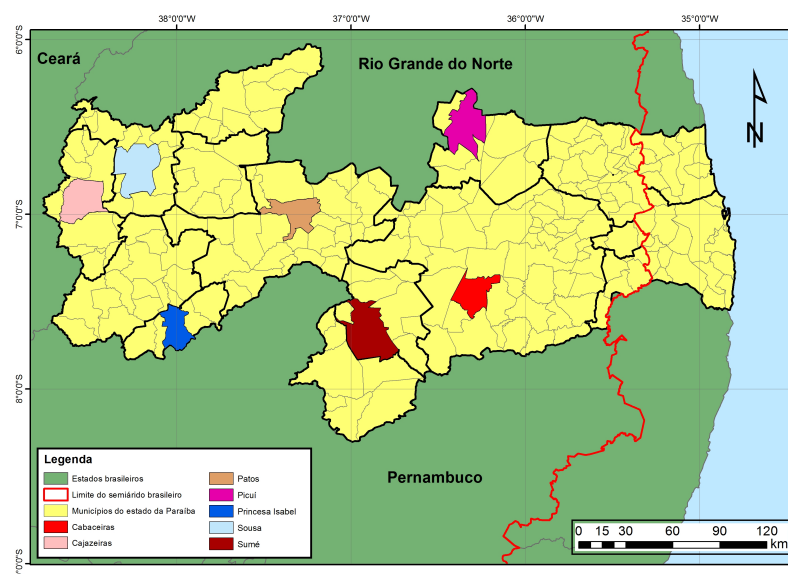 38°0'0"W 37°0'0"W 36°0'0"W 35°0'0"W
6°0'0"S
Ceará
Rio Grande do Norte
N
7°0'0"S
8°0'0"S
Pernambuco
Legenda
Estados brasileiros
Limite do semiárido brasileiro
Municípios do estado da Paraíba
Cabaceiras
Cajazeiras
Patos
Picuí
Princesa Isabel
Sousa
Sumé
0 15 30 60 90 120
km